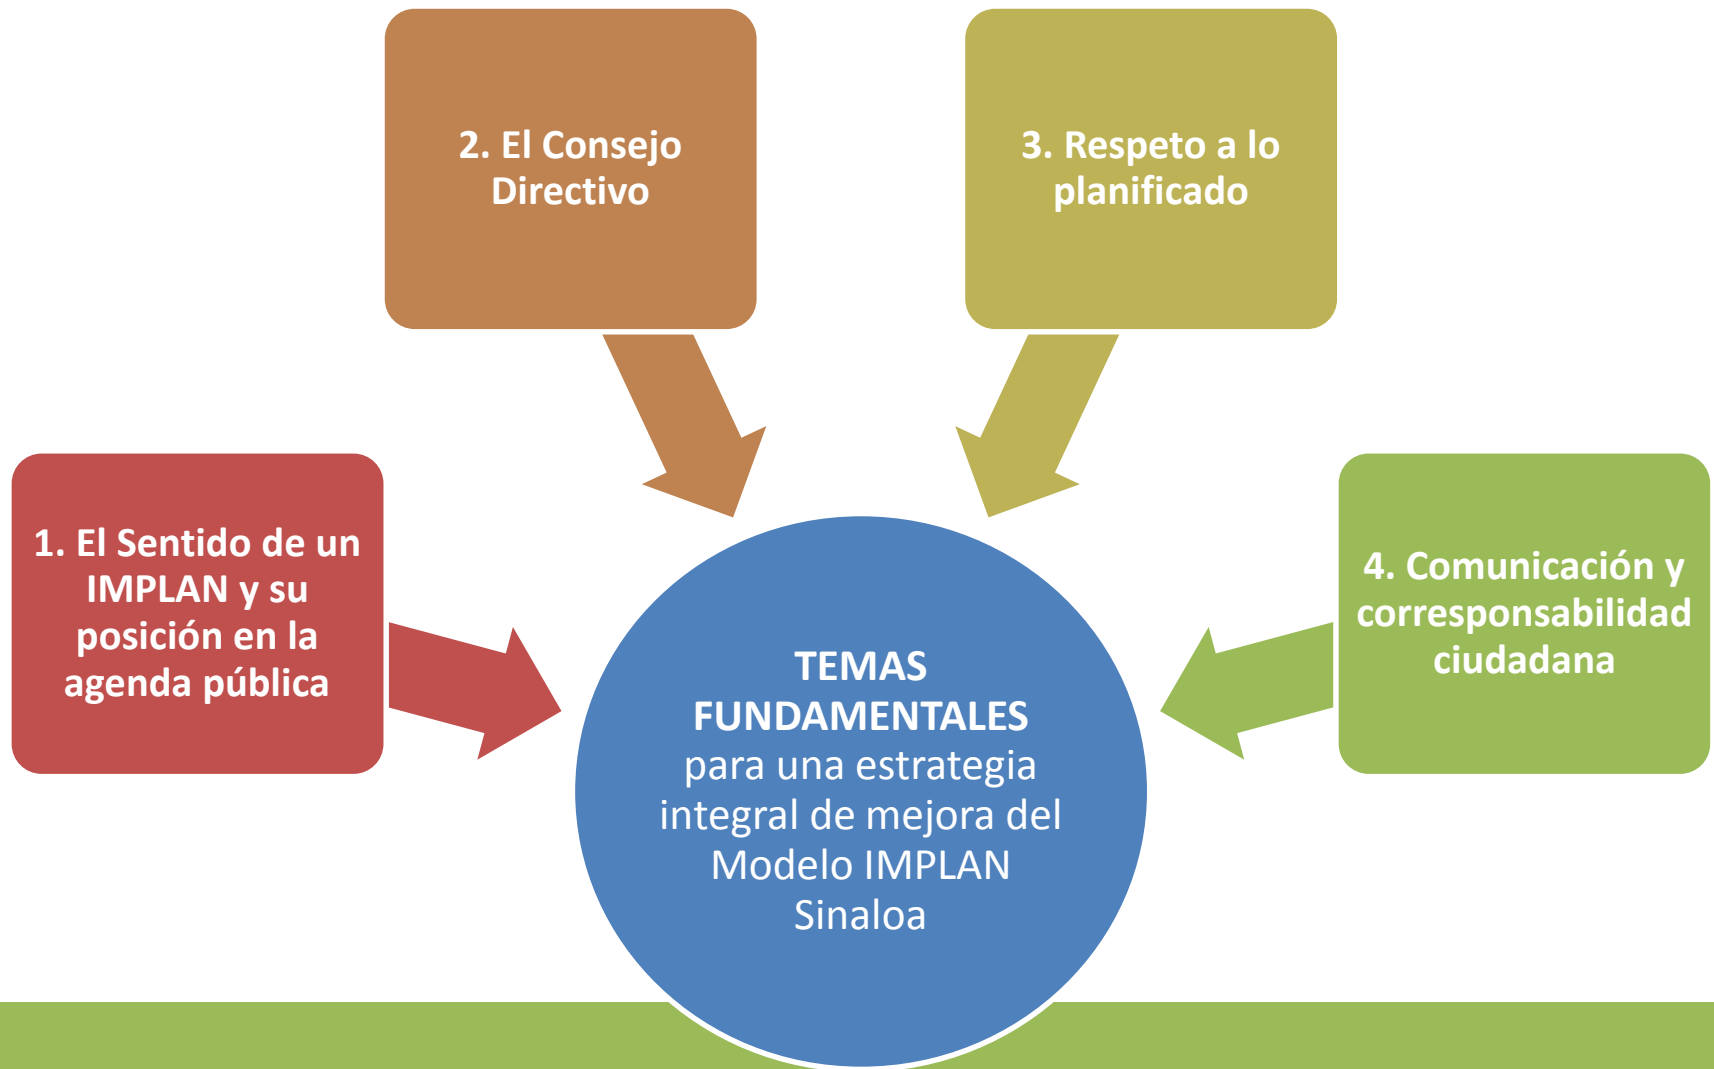 2. El Consejo
Directivo
3. Respeto a lo
planificado
1. El Sentido de un
IMPLAN y su
posición en la
agenda pública
4. Comunicación y
corresponsabilidad
ciudadana
TEMAS
FUNDAMENTALES
para una estrategia
integral de mejora del
Modelo IMPLAN
Sinaloa